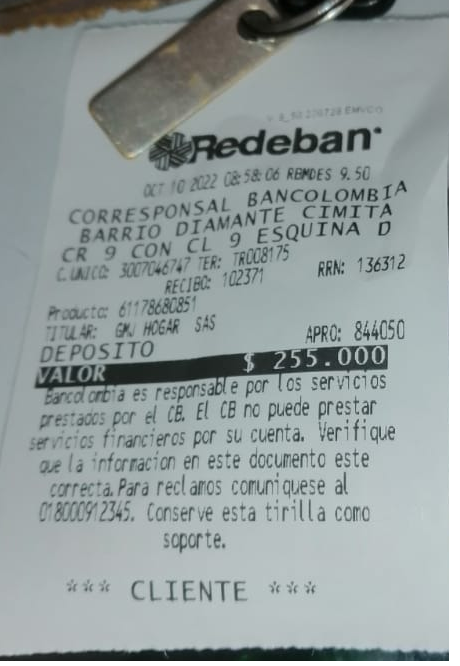 Redeban
OCT 10 2022 08:58:06 RBMDES 9.50
CORRESPONSAL BANCOLOMBIA
BARRIO DIAMANTE CIMITA
CR 9 CON CL 9 ESQUINA D
C.UNICO: 3007046747 TER: TR008175
RECIBO: 102371 RRN: 136312
Producto: 61178680851
TITULAR: GMJ HOGAR SAS
DEPOSITO APRO: 844050
VALOR $ 255.000
Bancolombia es responsable por los servicios
prestados por el CB. El CB no puede prestar
servicios financieros por su cuenta. Verifique
que la informacion en este documento este
correcta.Para reclamos comuniquese al
018000912345. Conserve esta tirilla como
soporte.
*** CLIENTE ***